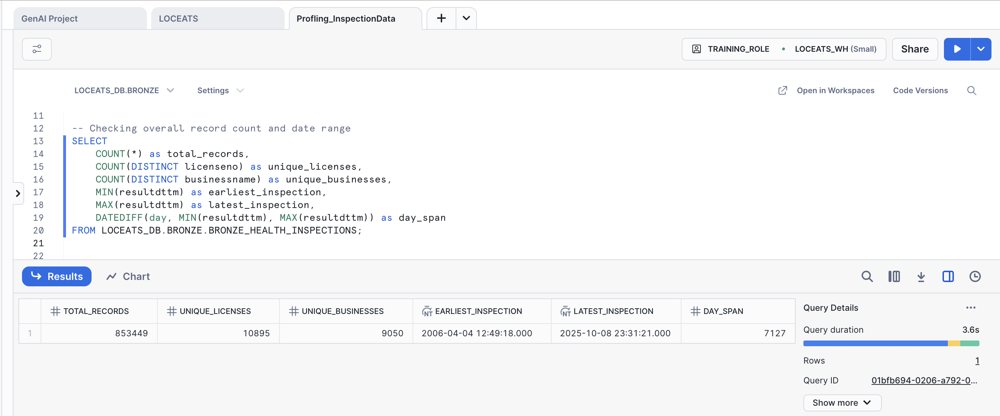 GenAI Project LOCEATS Profling_InspectionData
TRAINING_ROLE • LOCEATS_WH (Small) Share
LOCEATS_DB.BRONZE Settings Open in Workspaces Code Versions
11
12 -- Checking overall record count and date range
13 SELECT
14 COUNT(*) as total_records,
15 COUNT(DISTINCT licenseno) as unique_licenses,
16 COUNT(DISTINCT businessname) as unique_businesses,
17 MIN(resultdttm) as earliest_inspection,
18 MAX(resultdttm) as latest_inspection,
19 DATEDIFF(day, MIN(resultdttm), MAX(resultdttm)) as day_span
20 FROM LOCEATS_DB.BRONZE.BRONZE_HEALTH_INSPECTIONS;
21
22
Results Chart
# TOTAL_RECORDS # UNIQUE_LICENSES # UNIQUE_BUSINESSES NT EARLIEST_INSPECTION NT LATEST_INSPECTION # DAY_SPAN
1 853449 10895 9050 2006-04-04 12:49:18.000 2025-10-08 23:31:21.000 7127
Query Details ...
Query duration 3.6s
Rows 1
Query ID 01bfb694-0206-a792-0...
Show more